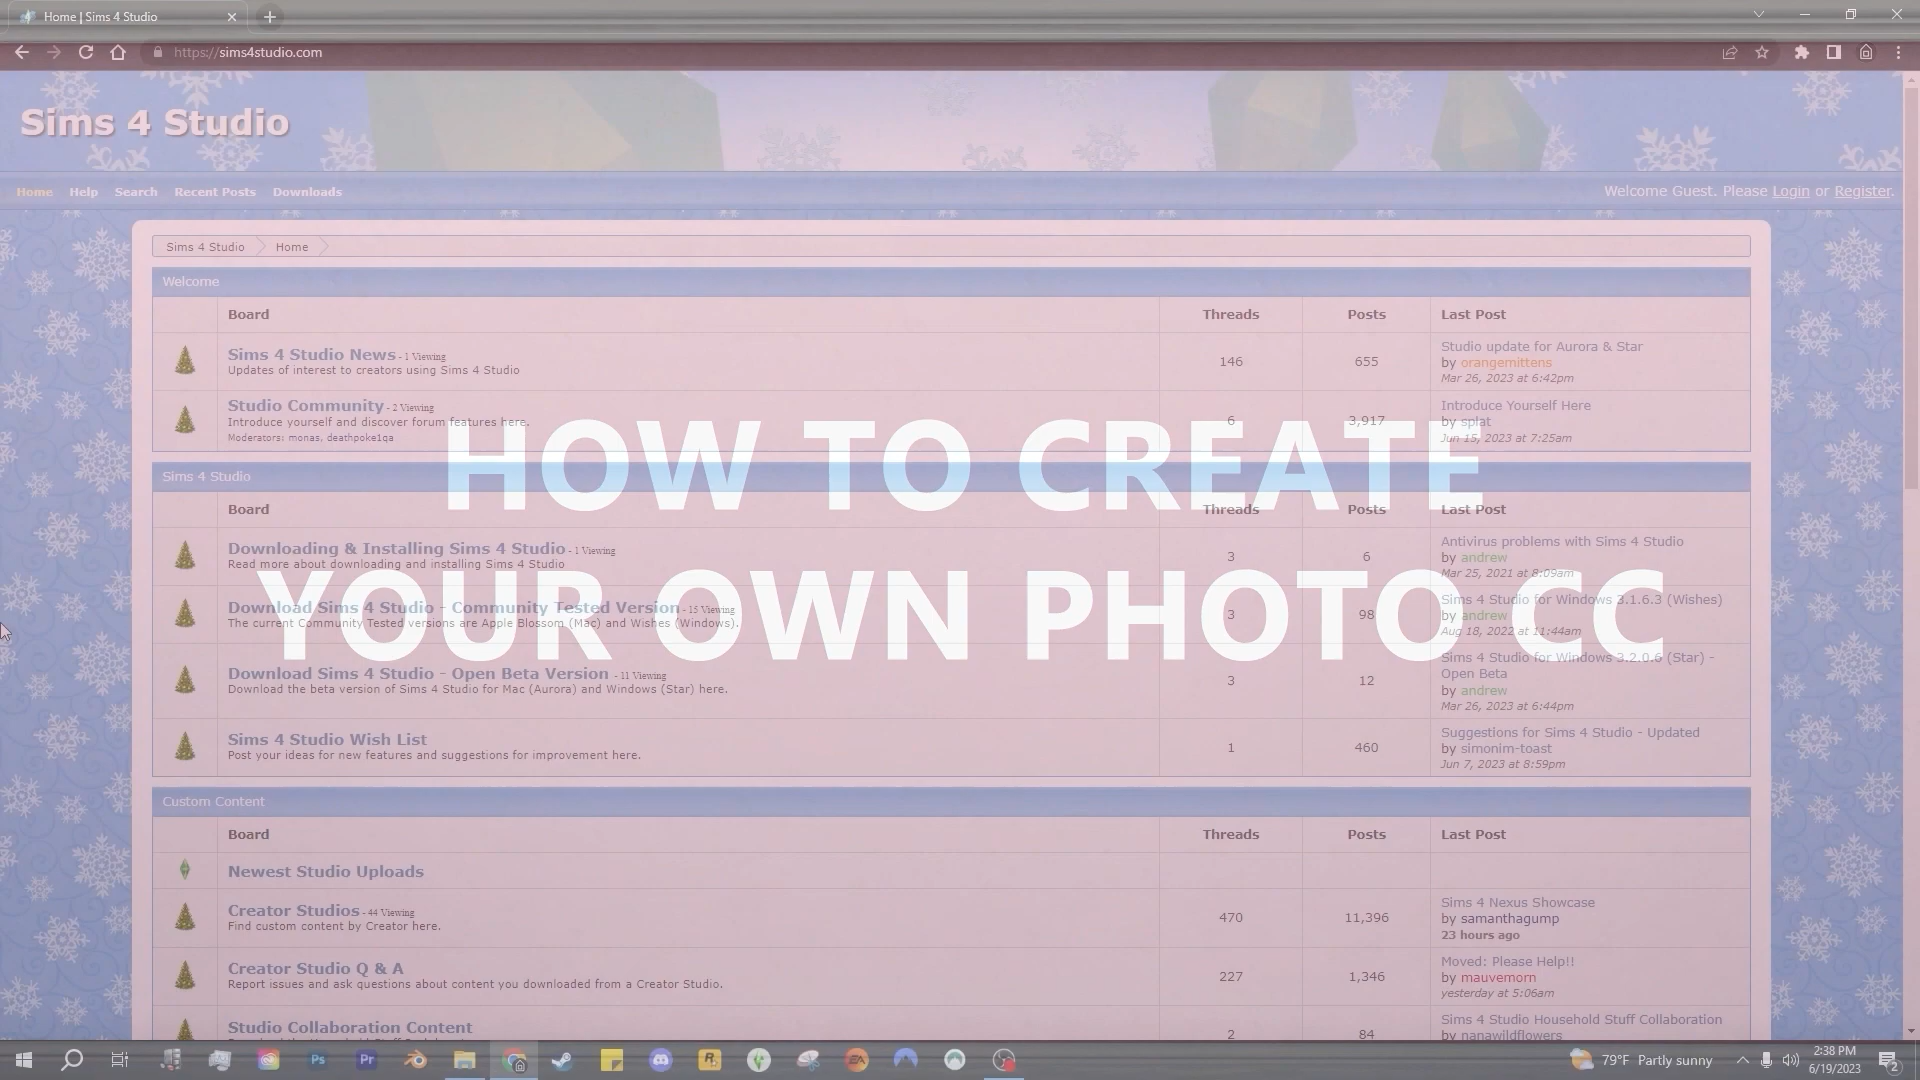 Home | Sims 4 Studio
https://sims4studio.com
Sims 4 Studio
Home Help Search Recent Posts Downloads
Welcome Guest. Please Login or Register.
Sims 4 Studio Home
Welcome
Board Threads Posts Last Post
Sims 4 Studio News - 1 Viewing
Updates of interest to creators using Sims 4 Studio
146 655
Studio update for Aurora & Star
by orangemittens
Mar 26, 2023 at 6:42pm
Studio Community - 2 Viewing
Introduce yourself and discover forum features here.
Moderators: monas, deathpoke1qa
6 3,917
Introduce Yourself Here
by splat
Jun 15, 2023 at 7:25am
HOW TO CREATE
YOUR OWN PHOTO CC
Sims 4 Studio
Board Threads Posts Last Post
Downloading & Installing Sims 4 Studio - 1 Viewing
Read more about downloading and installing Sims 4 Studio
3 6
Antivirus problems with Sims 4 Studio
by andrew
Mar 25, 2021 at 8:09am
Download Sims 4 Studio - Community Tested Version - 15 Viewing
The current Community Tested versions are Apple Blossom (Mac) and Wishes (Windows).
3 98
Sims 4 Studio for Windows 3.1.6.3 (Wishes)
by andrew
Aug 18, 2022 at 11:44am
Download Sims 4 Studio - Open Beta Version - 11 Viewing
Download the beta version of Sims 4 Studio for Mac (Aurora) and Windows (Star) here.
3 12
Sims 4 Studio for Windows 3.2.0.6 (Star) -
Open Beta
by andrew
Mar 26, 2023 at 6:44pm
Sims 4 Studio Wish List
Post your ideas for new features and suggestions for improvement here.
1 460
Suggestions for Sims 4 Studio - Updated
by simonim-toast
Jun 7, 2023 at 8:59pm
Custom Content
Board Threads Posts Last Post
Newest Studio Uploads
Creator Studios - 44 Viewing
Find custom content by Creator here.
470 11,396
Sims 4 Nexus Showcase
by samanthagump
23 hours ago
Creator Studio Q & A
Report issues and ask questions about content you downloaded from a Creator Studio.
227 1,346
Moved: Please Help!!
by mauvemorn
yesterday at 5:06am
Studio Collaboration Content
2 84
Sims 4 Studio Household Stuff Collaboration
by nanawildflowers
Ps Pr R EA
79°F Partly sunny
2:38 PM
6/19/2023
2